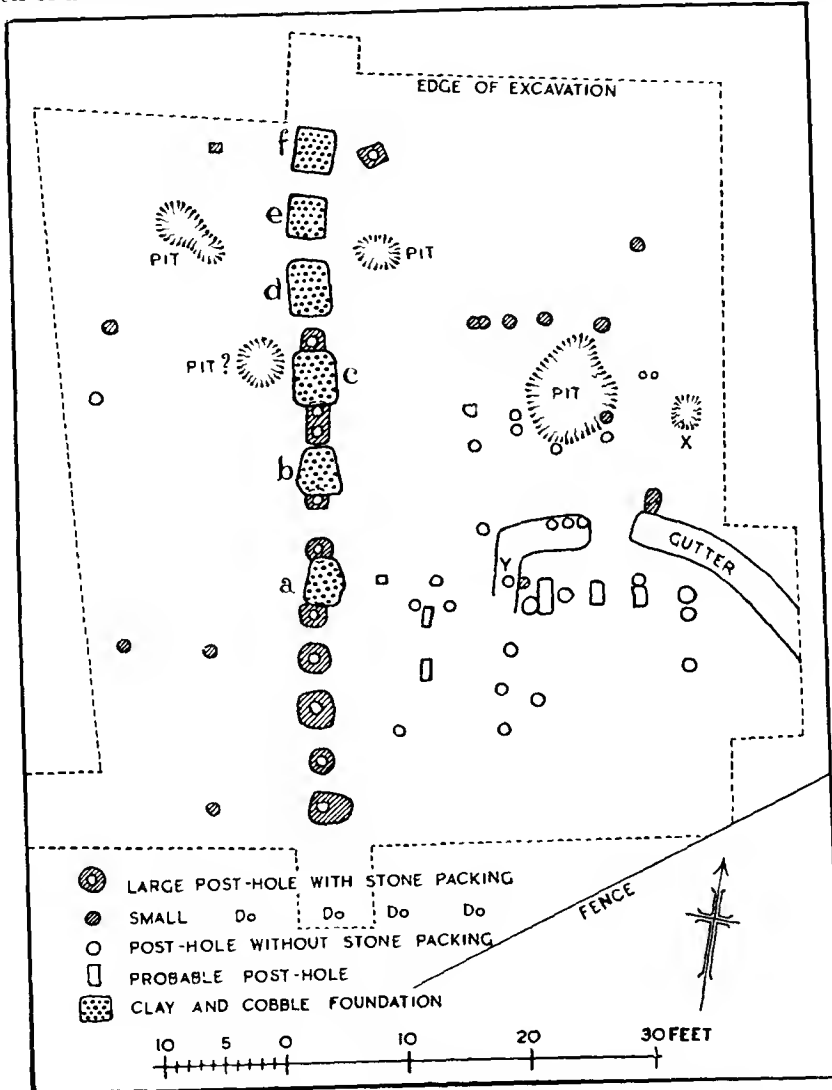 EDGE OF EXCAVATION
f
e
PIT
PIT
d
PIT?
c
PIT
X
b
GUTTER
Y
a
LARGE POST-HOLE WITH STONE PACKING
SMALL Do Do Do Do
POST-HOLE WITHOUT STONE PACKING
PROBABLE POST-HOLE
CLAY AND COBBLE FOUNDATION
FENCE
10 5 0 10 20 30 FEET